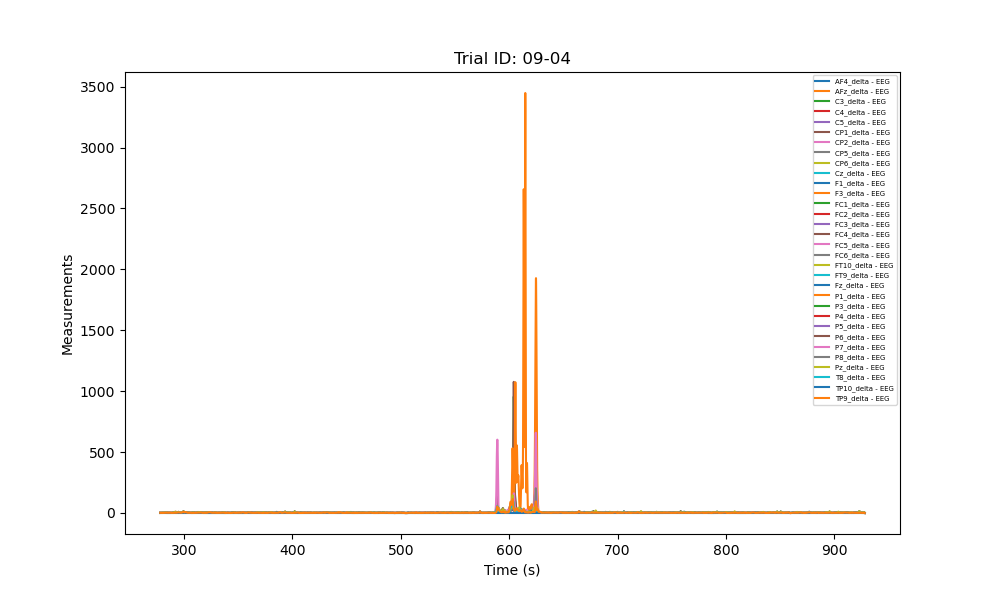 Trial ID: 09-04
3500
3000
2500
2000
1500
1000
500
0
Measurements
300
400
500
600
700
800
900
Time (s)
AF4_delta - EEG
AFz_delta - EEG
C3_delta - EEG
C4_delta - EEG
C5_delta - EEG
CP1_delta - EEG
CP2_delta - EEG
CP5_delta - EEG
CP6_delta - EEG
Cz_delta - EEG
F1_delta - EEG
F3_delta - EEG
FC1_delta - EEG
FC2_delta - EEG
FC3_delta - EEG
FC4_delta - EEG
FC5_delta - EEG
FC6_delta - EEG
FT10_delta - EEG
FT9_delta - EEG
Fz_delta - EEG
P1_delta - EEG
P3_delta - EEG
P4_delta - EEG
P5_delta - EEG
P6_delta - EEG
P7_delta - EEG
P8_delta - EEG
Pz_delta - EEG
T8_delta - EEG
TP10_delta - EEG
TP9_delta - EEG